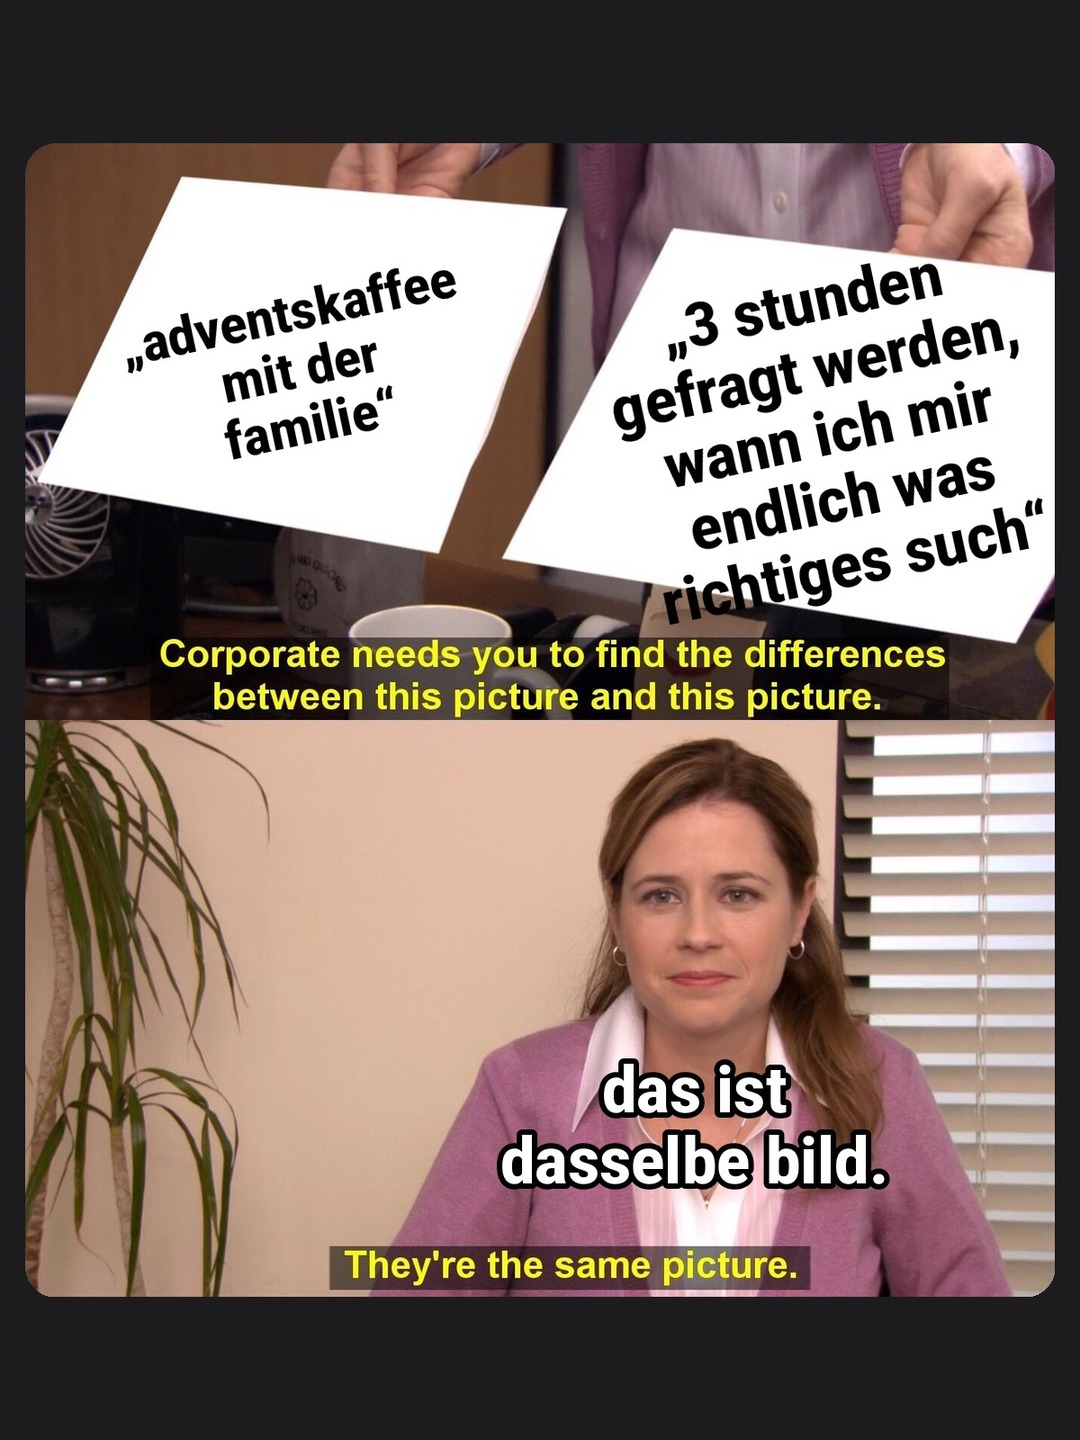 „adventskaffee
mit der
familie“
„3 stunden
gefragt werden,
wann ich mir
endlich was
richtiges such“
Corporate needs you to find the differences
between this picture and this picture.
das ist
dasselbe bild.
They're the same picture.